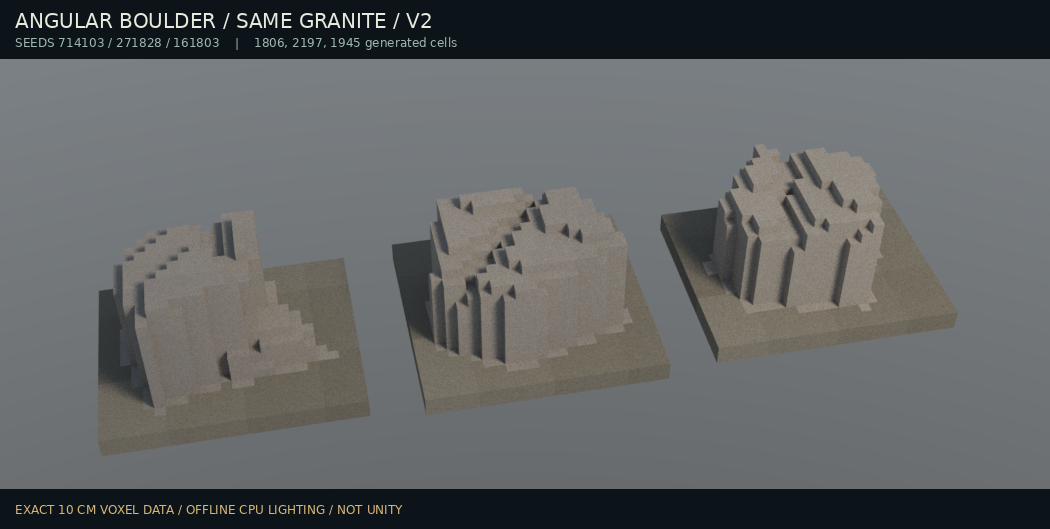 ANGULAR BOULDER / SAME GRANITE / V2
SEEDS 714103 / 271828 / 161803 | 1806, 2197, 1945 generated cells
EXACT 10 CM VOXEL DATA / OFFLINE CPU LIGHTING / NOT UNITY